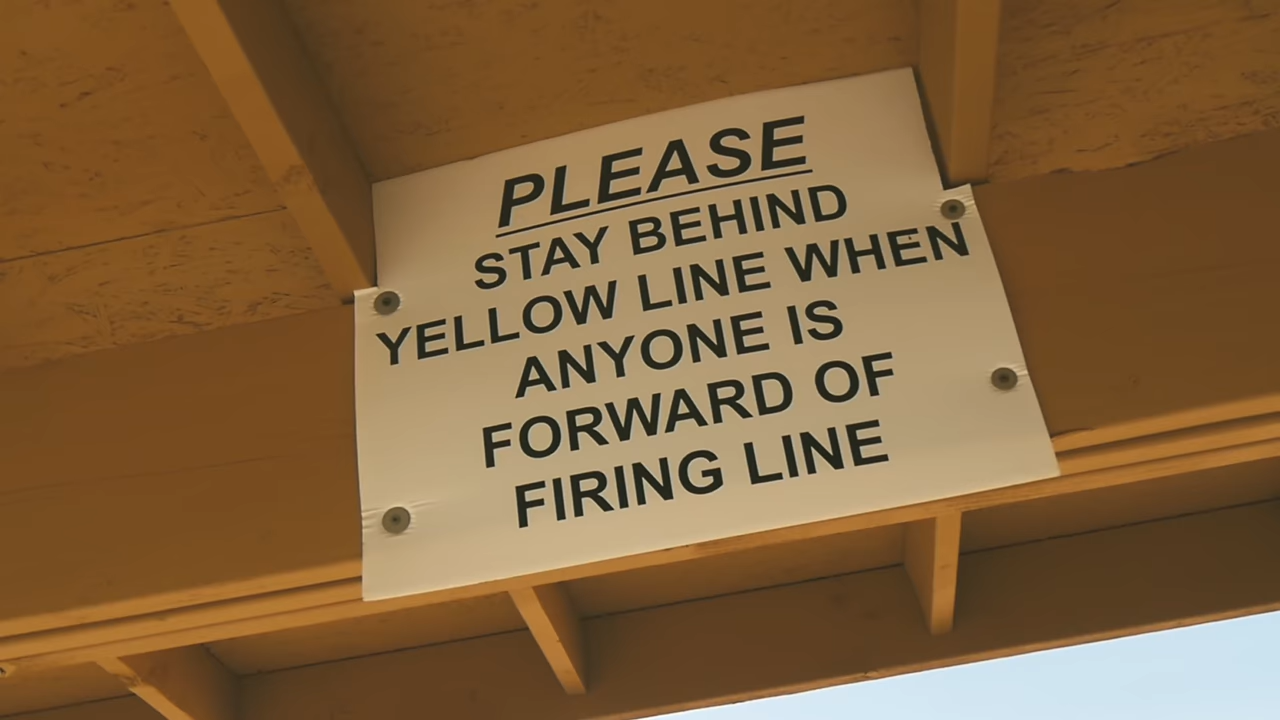 PLEASE
STAY BEHIND
YELLOW LINE WHEN
ANYONE IS
FORWARD OF
FIRING LINE